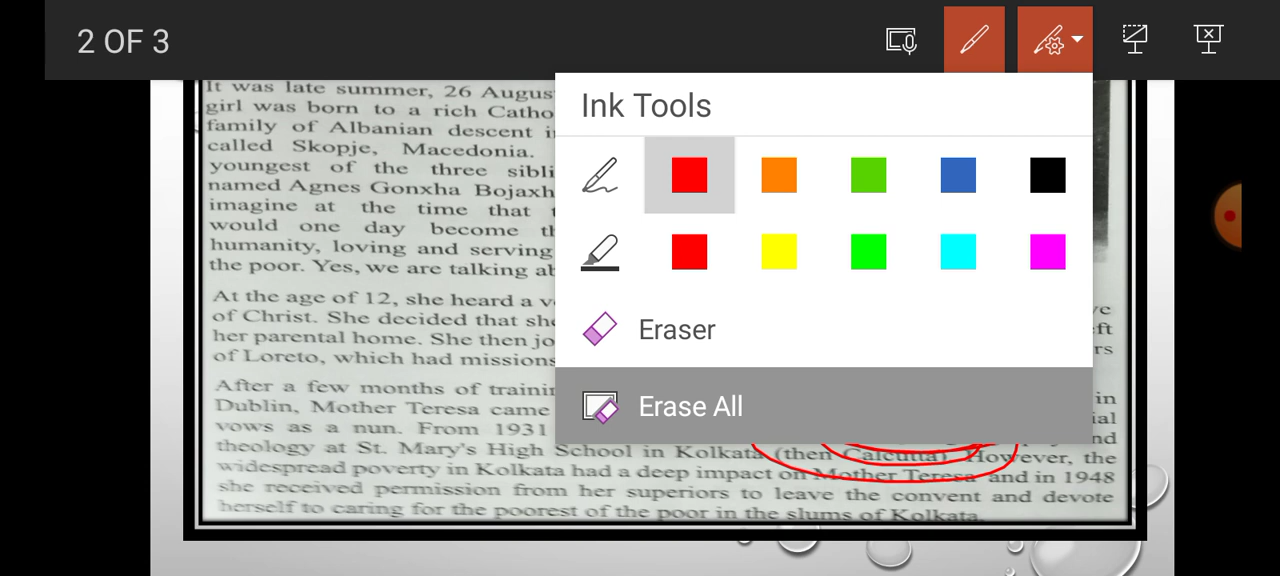 2 OF 3
Ink Tools
Eraser
Erase All
It was late summer, 26 Augus
girl was born to a rich Catho
family of Albanian descent i
called Skopje, Macedonia.
youngest of the three sibli
named Agnes Gonxha Bojaxh
imagine at the time that t
would one day become th
humanity, loving and serving
the poor. Yes, we are talking ab
At the age of 12, she heard a v
of Christ. She decided that she
her parental home. She then jo
of Loreto, which had missions
After a few months of trainin
Dublin, Mother Teresa came in
vows as a nun. From 1931
theology at St. Mary's High School in Kolkata (then Calcutta). However, the
widespread poverty in Kolkata had a deep impact on Mother Teresa and in 1948
she received permission from her superiors to leave the convent and devote
herself to caring for the poorest of the poor in the slums of Kolkata.